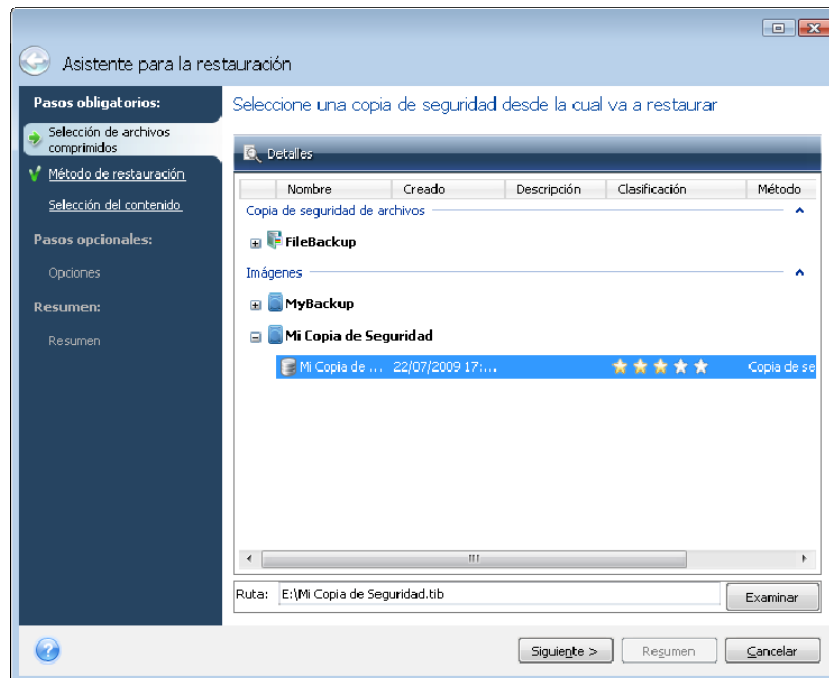 Asistente para la restauración
Pasos obligatorios:
Selección de archivos
comprimidos
Método de restauración
Selección del contenido
Pasos opcionales:
Opciones
Resumen:
Resumen
Seleccione una copia de seguridad desde la cual va a restaurar
Detalles
Nombre Creado Descripción Clasificación Método
Copia de seguridad de archivos
FileBackup
Imágenes
MyBackup
Mi Copia de Seguridad
Mi Copia de ... 22/07/2009 17:... Copia de se
Ruta: E:\Mi Copia de Seguridad.tib Examinar
Siguiente > Resumen Cancelar